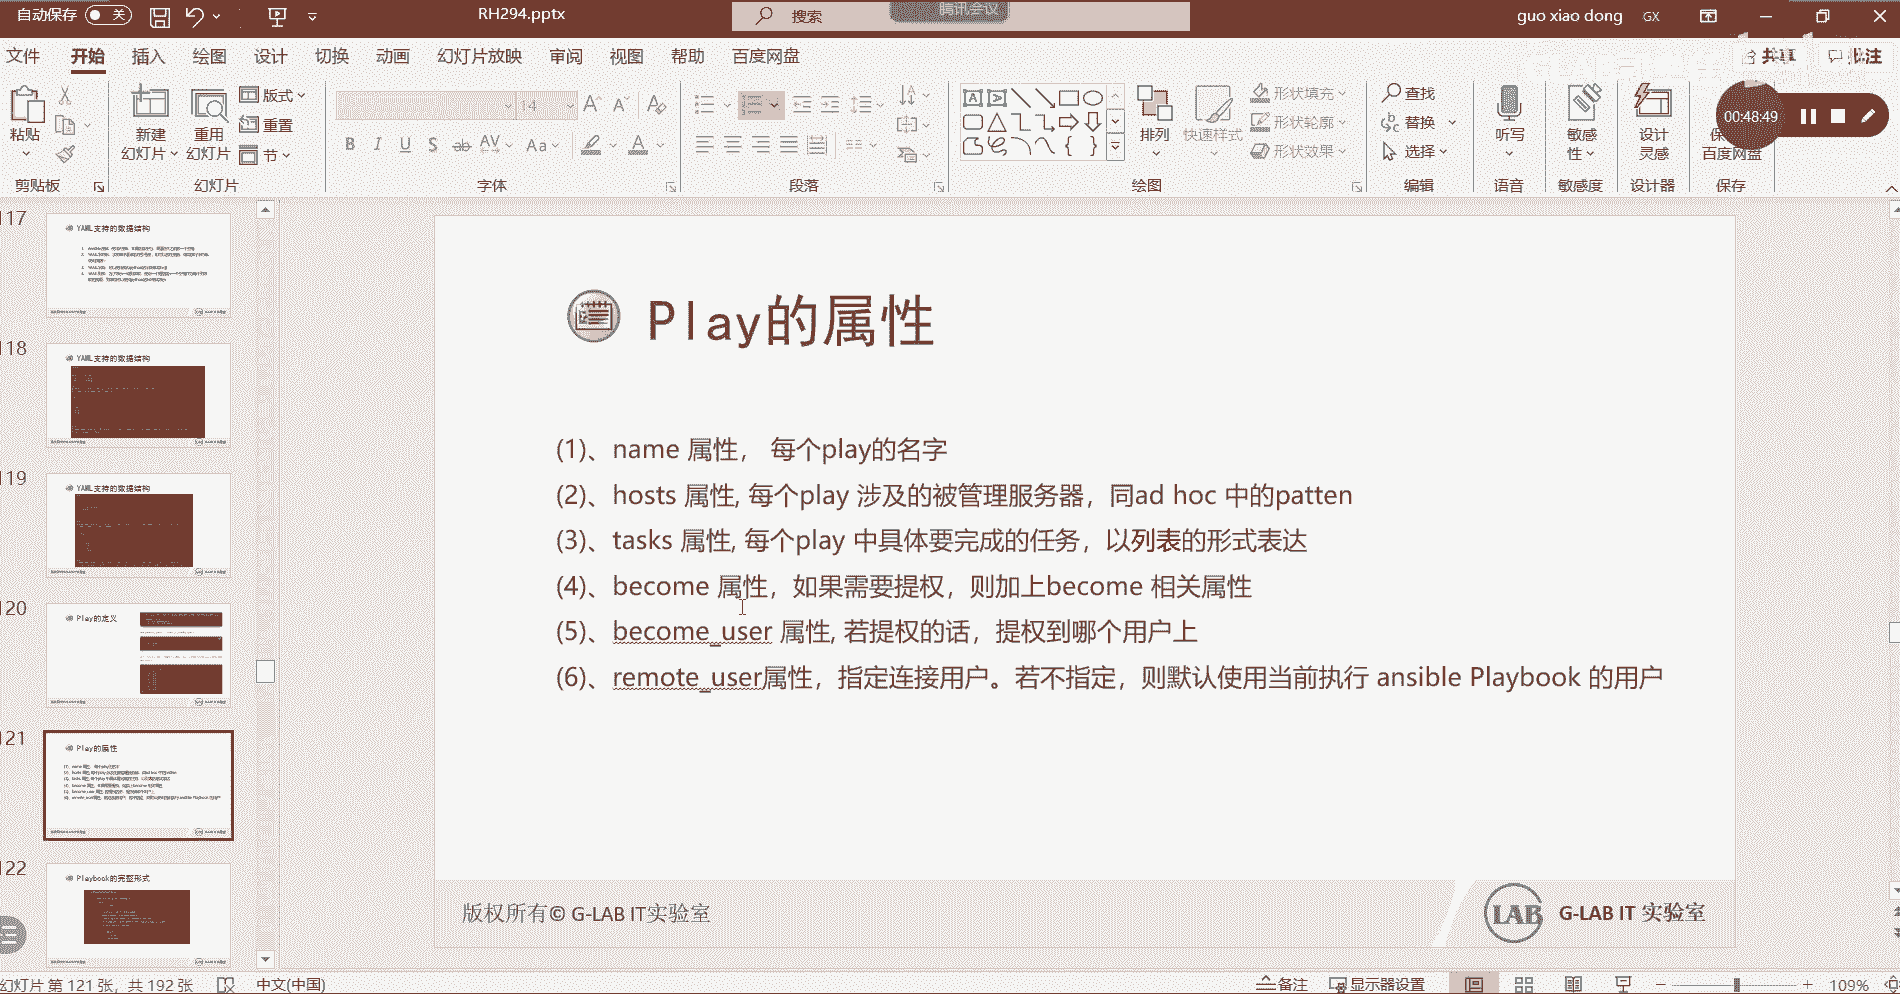 自动保存 关
RH294.pptx
搜索
腾讯会议
guo xiao dong GX
文件 开始 插入 绘图 设计 切换 动画 幻灯片放映 审阅 视图 帮助 百度网盘
共享 批注
粘贴
剪贴板
新建
幻灯片
重用
幻灯片
版式
重置
节
幻灯片
14
字体
段落
排列
快速样式
形状填充
形状轮廓
形状效果
绘图
查找
替换
选择
编辑
听写
语音
敏感
性
敏感度
设计
灵感
设计器
百度网盘
保存
00:48:49
117
YAML支持的数据结构
118
YAML支持的数据结构
119
YAML支持的数据结构
120
Play的定义
121
Play的属性
122
Playbook的完整形式
Play的属性
(1)、name 属性， 每个play的名字
(2)、hosts 属性, 每个play 涉及的被管理服务器，同ad hoc 中的patten
(3)、tasks 属性, 每个play 中具体要完成的任务，以列表的形式表达
(4)、become 属性，如果需要提权，则加上become 相关属性
(5)、become_user 属性, 若提权的话，提权到哪个用户上
(6)、remote_user属性，指定连接用户。若不指定，则默认使用当前执行 ansible Playbook 的用户
版权所有© G-LAB IT实验室
LAB G-LAB IT 实验室
幻灯片 第 121 张，共 192 张 中文(中国)
备注 显示器设置 109%